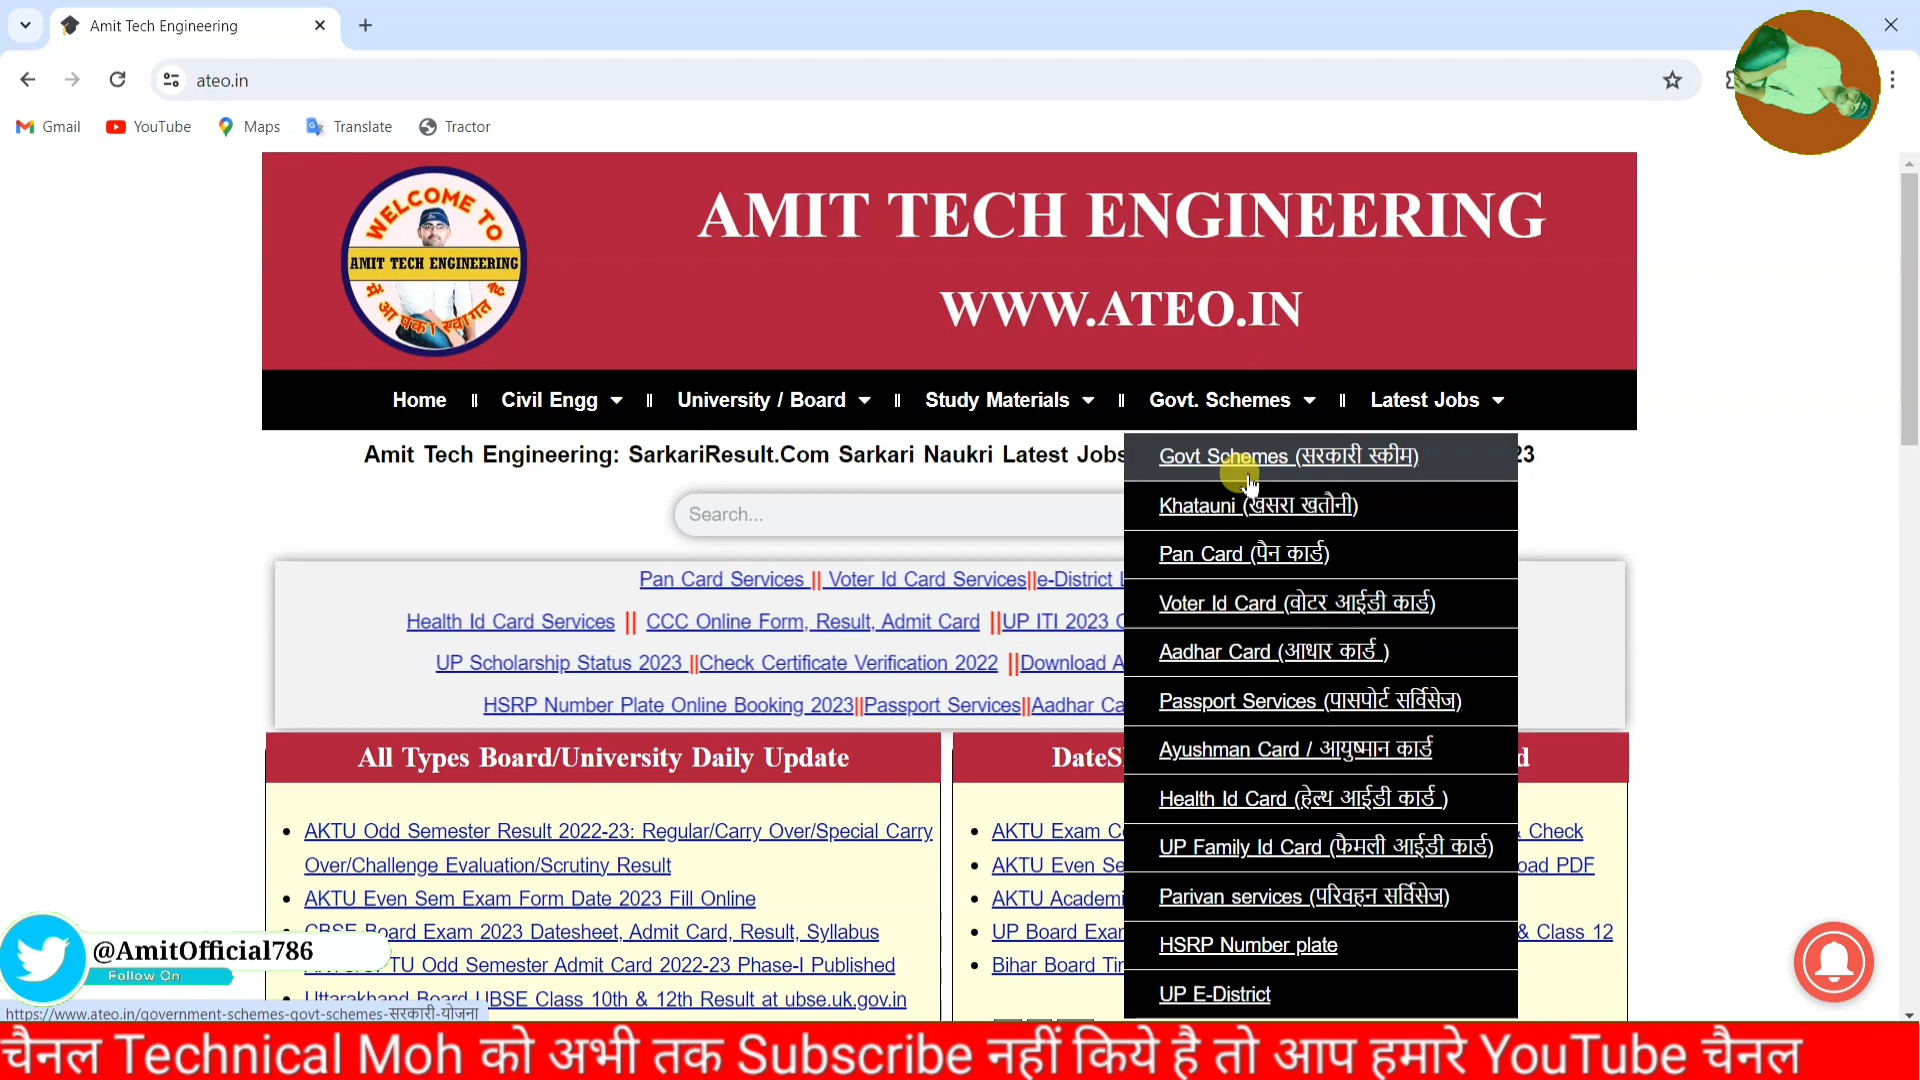 Amit Tech Engineering
ateo.in
Gmail YouTube Maps Translate Tractor
WELCOME TO
AMIT TECH ENGINEERING
आपका स्वागत
AMIT TECH ENGINEERING
WWW.ATEO.IN
Home || Civil Engg || University / Board || Study Materials || Govt. Schemes || Latest Jobs
Amit Tech Engineering: SarkariResult.Com Sarkari Naukri Latest Jobs 23
Search...
Govt Schemes (सरकारी स्कीम)
Khatauni (खसरा खतौनी)
Pan Card (पैन कार्ड)
Voter Id Card (वोटर आईडी कार्ड)
Aadhar Card (आधार कार्ड )
Passport Services (पासपोर्ट सर्विसेज)
Ayushman Card / आयुष्मान कार्ड
Health Id Card (हेल्थ आईडी कार्ड )
UP Family Id Card (फैमली आईडी कार्ड)
Parivan services (परिवहन सर्विसेज)
HSRP Number plate
UP E-District
Pan Card Services || Voter Id Card Services||e-District
Health Id Card Services || CCC Online Form, Result, Admit Card ||UP ITI 2023
UP Scholarship Status 2023 ||Check Certificate Verification 2022 ||Download
HSRP Number Plate Online Booking 2023||Passport Services||Aadhar
All Types Board/University Daily Update
AKTU Odd Semester Result 2022-23: Regular/Carry Over/Special Carry
Over/Challenge Evaluation/Scrutiny Result
AKTU Even Sem Exam Form Date 2023 Fill Online
CBSE Board Exam 2023 Datesheet, Admit Card, Result, Syllabus
TU Odd Semester Admit Card 2022-23 Phase-I Published
Uttarakhand Board UBSE Class 10th & 12th Result at ubse.uk.gov.in
AKTU Exam Check
AKTU Even PDF
AKTU
UP Board & Class 12
Bihar Board
@AmitOfficial786
Follow On
https://www.ateo.in/government-schemes-govt-schemes-सरकारी-योजना
चैनल Technical Moh को अभी तक Subscribe नहीं किये है तो आप हमारे YouTube चैनल